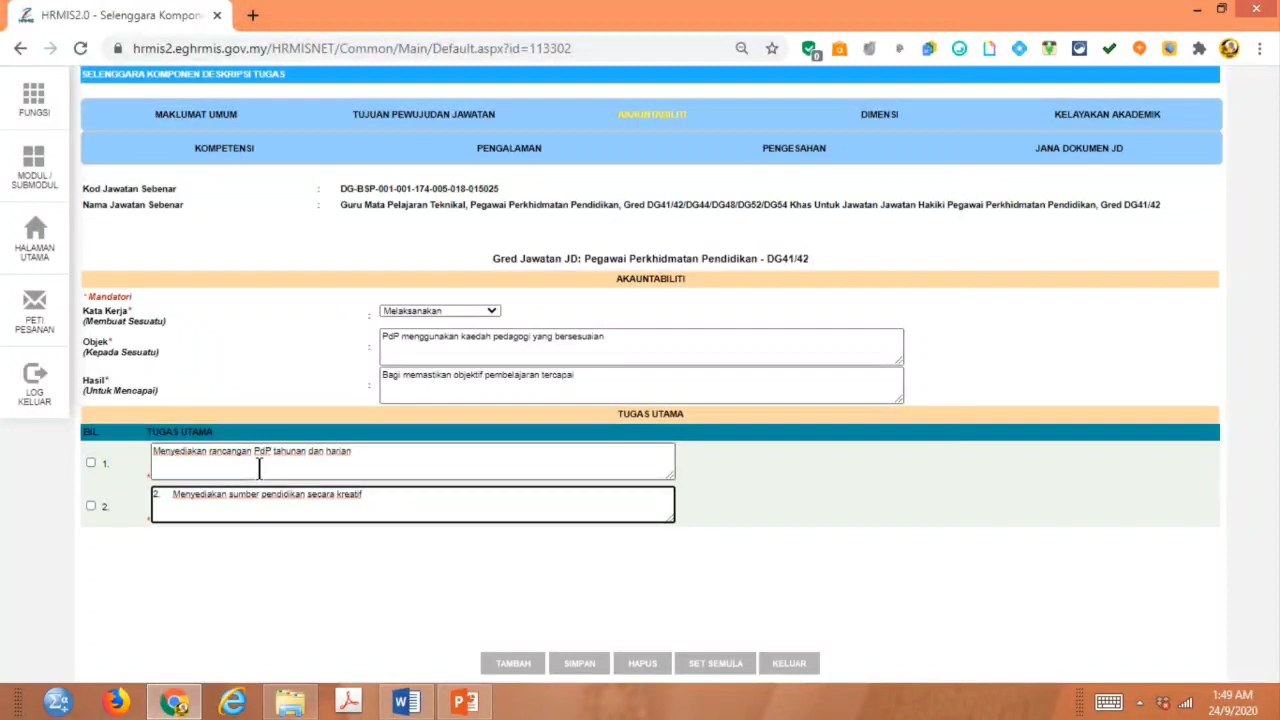 HRMIS2.0 - Selenggara Kompon
hrmis2.eghrmis.gov.my/HRMISNET/Common/Main/Default.aspx?id=113302
SELENGGARA KOMPONEN DESKRIPSI TUGAS
FUNGSI
MODUL / SUBMODUL
HALAMAN UTAMA
PETI PESANAN
LOG KELUAR
MAKLUMAT UMUM TUJUAN PEWUJUDAN JAWATAN AKAUNTABILITI DIMENSI KELAYAKAN AKADEMIK
KOMPETENSI PENGALAMAN PENGESAHAN JANA DOKUMEN JD
Kod Jawatan Sebenar : DG-BSP-001-001-174-005-018-015025
Nama Jawatan Sebenar : Guru Mata Pelajaran Teknikal, Pegawai Perkhidmatan Pendidikan, Gred DG41/42/DG44/DG48/DG52/DG54 Khas Untuk Jawatan Jawatan Hakiki Pegawai Perkhidmatan Pendidikan, Gred DG41/42
Gred Jawatan JD: Pegawai Perkhidmatan Pendidikan - DG41/42
AKAUNTABILITI
*Mandatori
Kata Kerja* : Melaksanakan
(Membuat Sesuatu)
Objek* : PdP menggunakan kaedah pedagogi yang bersesuaian
(Kepada Sesuatu)
Hasil* : Bagi memastikan objektif pembelajaran tercapai
(Untuk Mencapai)
TUGAS UTAMA
BIL. TUGAS UTAMA
1. Menyediakan rancangan PdP tahunan dan harian *
2. 2. Menyediakan sumber pendidikan secara kreatif *
TAMBAH SIMPAN HAPUS SET SEMULA KELUAR
1:49 AM
24/9/2020